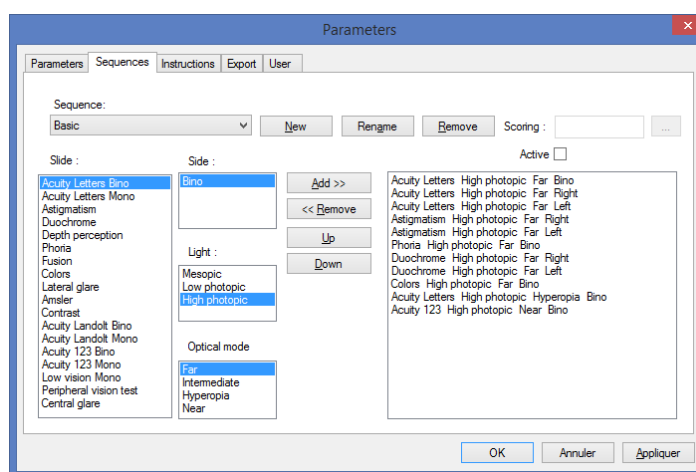 Parameters
Parameters Sequences Instructions Export User
Sequence:
Basic New Rename Remove Scoring : ...
Active
Slide :
Acuity Letters Bino
Acuity Letters Mono
Astigmatism
Duochrome
Depth perception
Phoria
Fusion
Colors
Lateral glare
Amsler
Contrast
Acuity Landolt Bino
Acuity Landolt Mono
Acuity 123 Bino
Acuity 123 Mono
Low vision Mono
Peripheral vision test
Central glare
Side :
Bino
Light :
Mesopic
Low photopic
High photopic
Optical mode
Far
Intermediate
Hyperopia
Near
Add >>
<< Remove
Up
Down
Acuity Letters High photopic Far Bino
Acuity Letters High photopic Far Right
Acuity Letters High photopic Far Left
Astigmatism High photopic Far Right
Astigmatism High photopic Far Left
Phoria High photopic Far Bino
Duochrome High photopic Far Right
Duochrome High photopic Far Left
Colors High photopic Far Bino
Acuity Letters High photopic Hyperopia Bino
Acuity 123 High photopic Near Bino
OK Annuler Appliquer